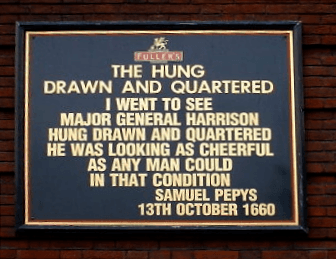 FULLER'S
THE HUNG
DRAWN AND QUARTERED
I WENT TO SEE
MAJOR GENERAL HARRISON
HUNG DRAWN AND QUARTERED
HE WAS LOOKING AS CHEERFUL
AS ANY MAN COULD
IN THAT CONDITION
SAMUEL PEPYS
13TH OCTOBER 1660